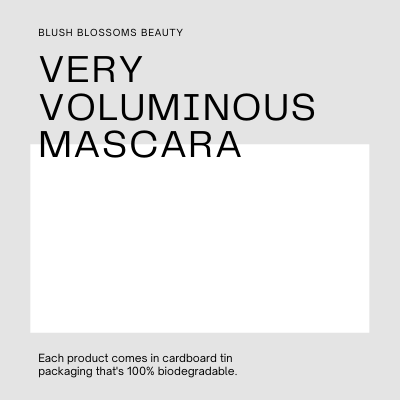 BLUSH BLOSSOMS BEAUTY
VERY
VOLUMINOUS
MASCARA
Each product comes in cardboard tin
packaging that's 100% biodegradable.